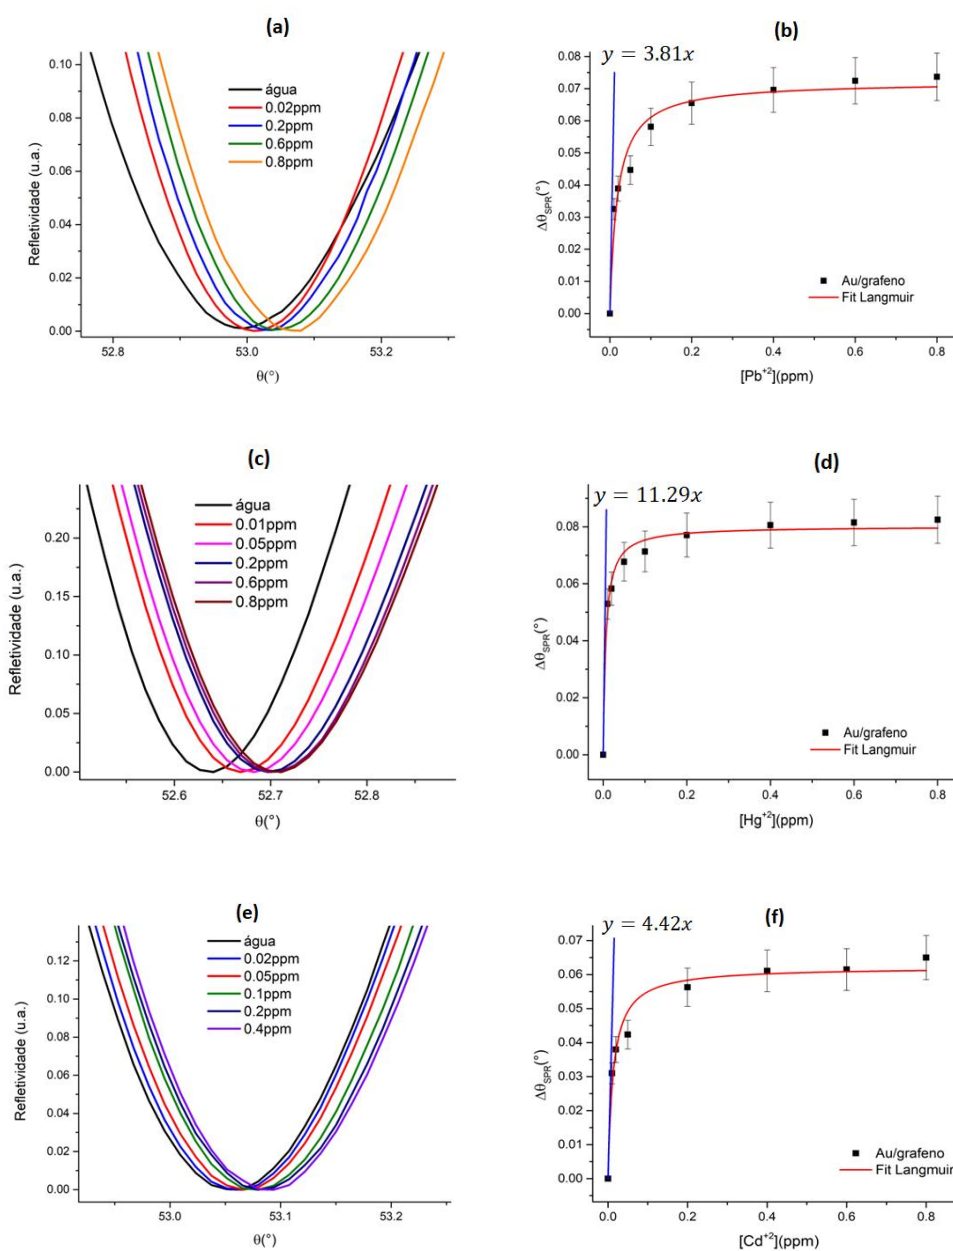 (a)
0.10
0.08
0.06
0.04
0.02
0.00
Refletividade (u.a.)
água
0.02ppm
0.2ppm
0.6ppm
0.8ppm
52.8
53.0
53.2
θ(°)
(b)
y = 3.81x
0.08
0.07
0.06
0.05
0.04
0.03
0.02
0.01
0.00
Δθ_SPR(°)
Au/grafeno
Fit Langmuir
0.0
0.2
0.4
0.6
0.8
[Pb⁺²](ppm)
(c)
0.20
0.15
0.10
0.05
0.00
Refletividade (u.a.)
água
0.01ppm
0.05ppm
0.2ppm
0.6ppm
0.8ppm
52.6
52.7
52.8
θ(°)
(d)
y = 11.29x
0.08
0.06
0.04
0.02
0.00
Δθ_SPR(°)
Au/grafeno
Fit Langmuir
0.0
0.2
0.4
0.6
0.8
[Hg⁺²](ppm)
(e)
0.12
0.10
0.08
0.06
0.04
0.02
0.00
Refletividade (u.a.)
água
0.02ppm
0.05ppm
0.1ppm
0.2ppm
0.4ppm
53.0
53.1
53.2
θ(°)
(f)
y = 4.42x
0.07
0.06
0.05
0.04
0.03
0.02
0.01
0.00
Δθ_SPR(°)
Au/grafeno
Fit Langmuir
0.0
0.2
0.4
0.6
0.8
[Cd⁺²](ppm)